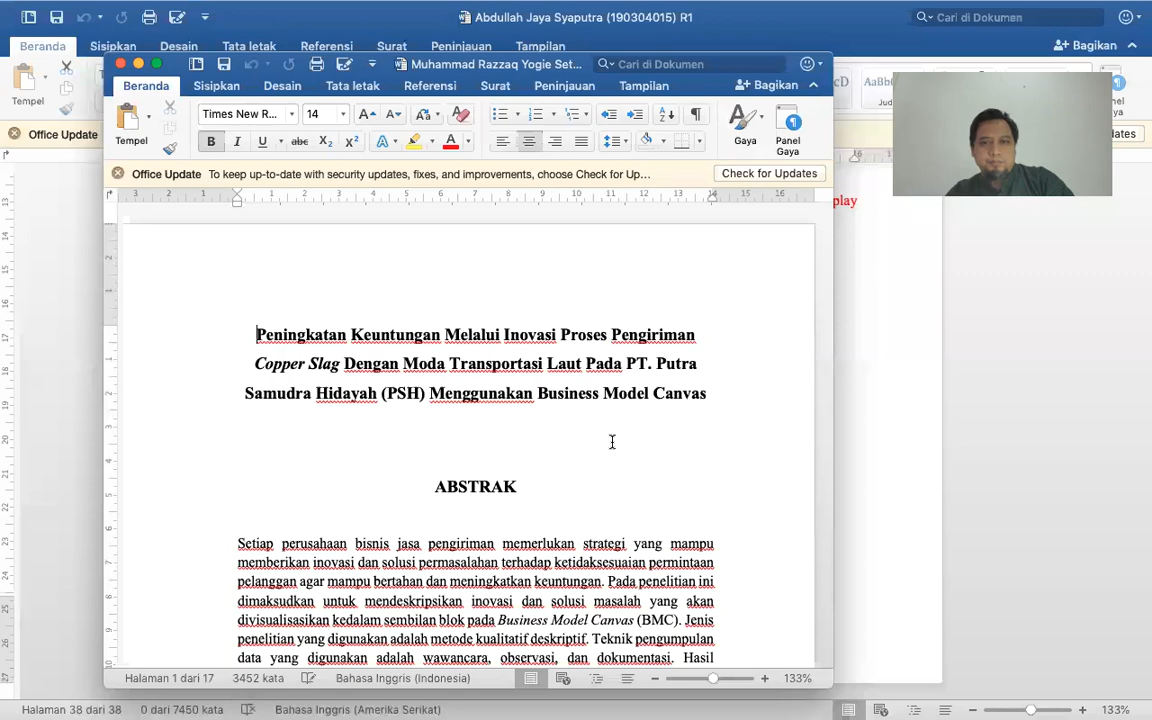 Abdullah Jaya Syaputra (190304015) R1
Cari di Dokumen
Beranda Sisipkan Desain Tata letak Referensi Surat Peninjauan Tampilan
Bagikan
Tempel
Panel
Gaya
Office Update
play
Muhammad Razzaq Yogie Set...
Cari di Dokumen
Beranda Sisipkan Desain Tata letak Referensi Surat Peninjauan Tampilan
Bagikan
Times New R... 14
Tempel
Gaya
Panel
Gaya
Office Update To keep up-to-date with security updates, fixes, and improvements, choose Check for Up...
Check for Updates
Peningkatan Keuntungan Melalui Inovasi Proses Pengiriman
Copper Slag Dengan Moda Transportasi Laut Pada PT. Putra
Samudra Hidayah (PSH) Menggunakan Business Model Canvas
ABSTRAK
Setiap perusahaan bisnis jasa pengiriman memerlukan strategi yang mampu
memberikan inovasi dan solusi permasalahan terhadap ketidaksesuaian permintaan
pelanggan agar mampu bertahan dan meningkatkan keuntungan. Pada penelitian ini
dimaksudkan untuk mendeskripsikan inovasi dan solusi masalah yang akan
divisualisasikan kedalam sembilan blok pada Business Model Canvas (BMC). Jenis
penelitian yang digunakan adalah metode kualitatif deskriptif. Teknik pengumpulan
data yang digunakan adalah wawancara, observasi, dan dokumentasi. Hasil
Halaman 1 dari 17 3452 kata Bahasa Inggris (Indonesia) 133%
Halaman 38 dari 38 0 dari 7450 kata Bahasa Inggris (Amerika Serikat) 133%